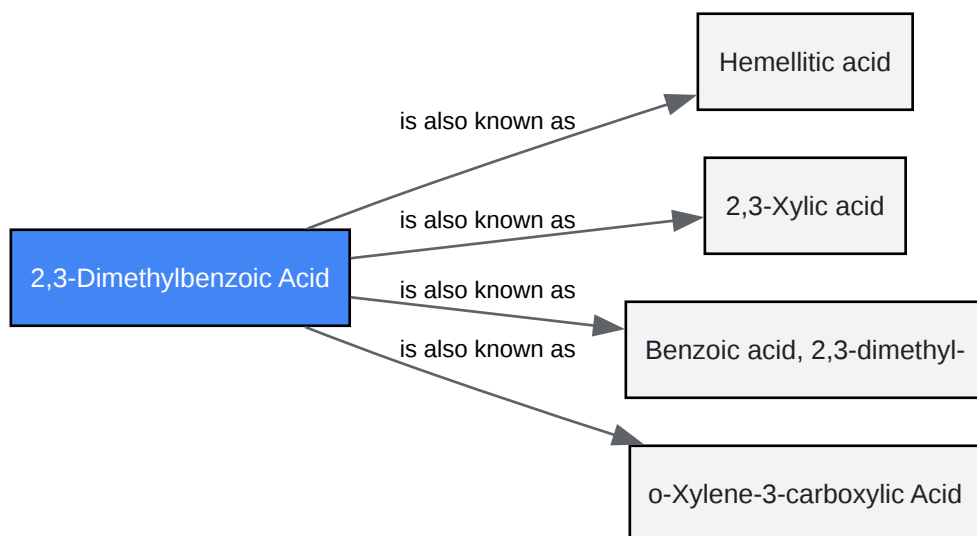 Hemellitic acid
is also known as
2,3-Xylic acid
is also known as
2,3-Dimethylbenzoic Acid
is also known as
Benzoic acid, 2,3-dimethyl-
is also known as
o-Xylene-3-carboxylic Acid